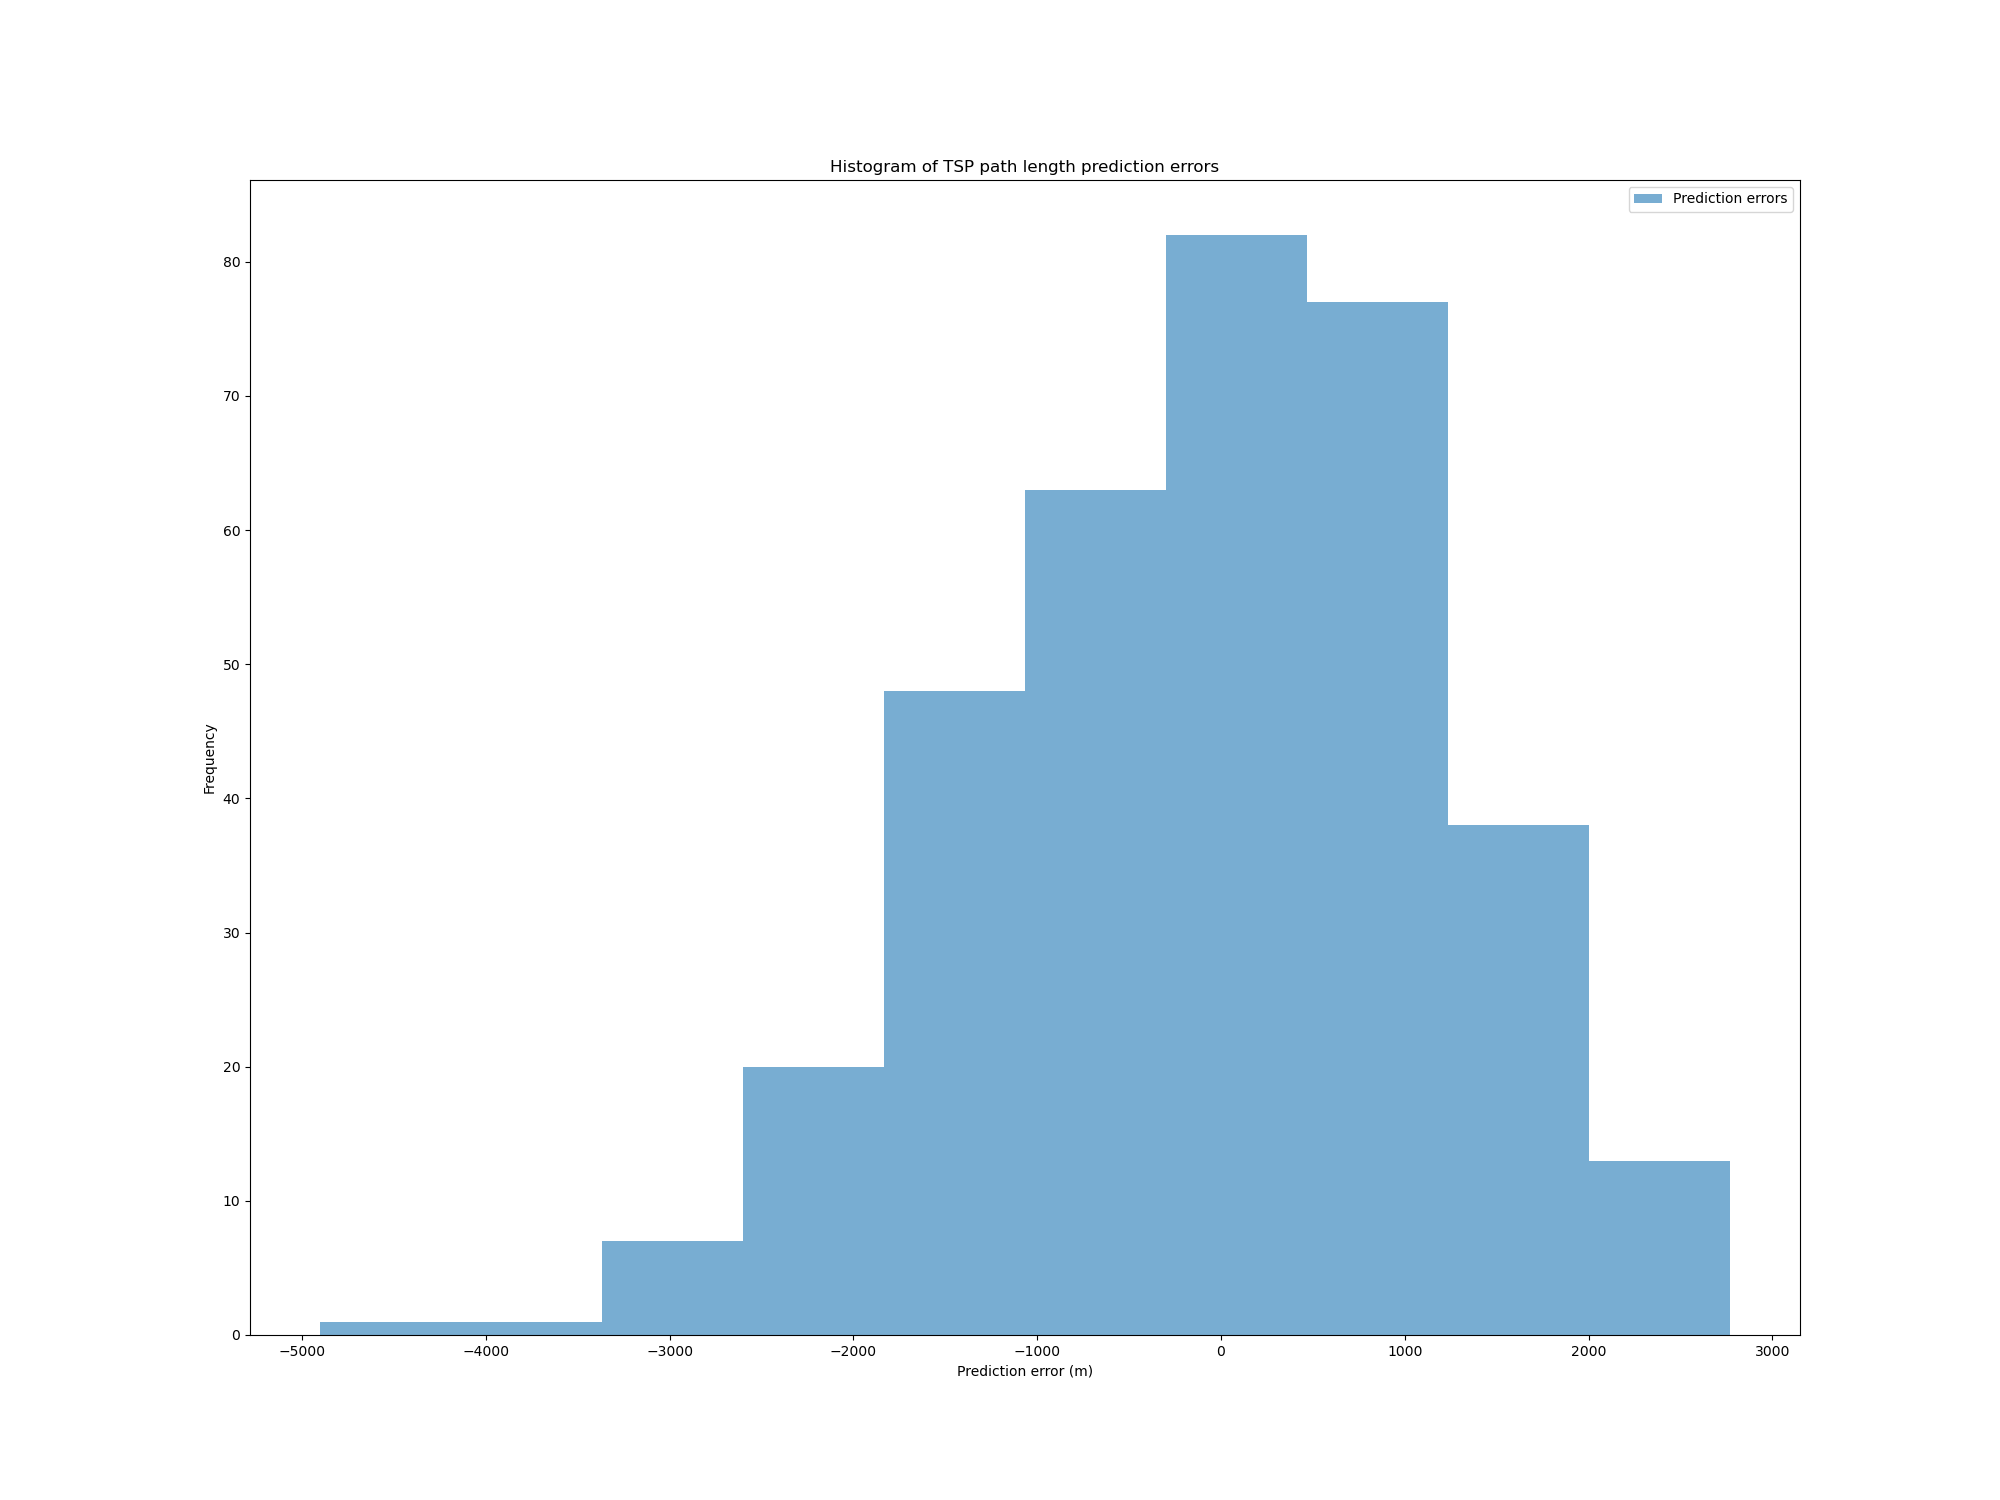 Histogram of TSP path length prediction errors
Prediction errors
80
70
60
50
40
30
20
10
0
Frequency
−5000 −4000 −3000 −2000 −1000 0 1000 2000 3000
Prediction error (m)